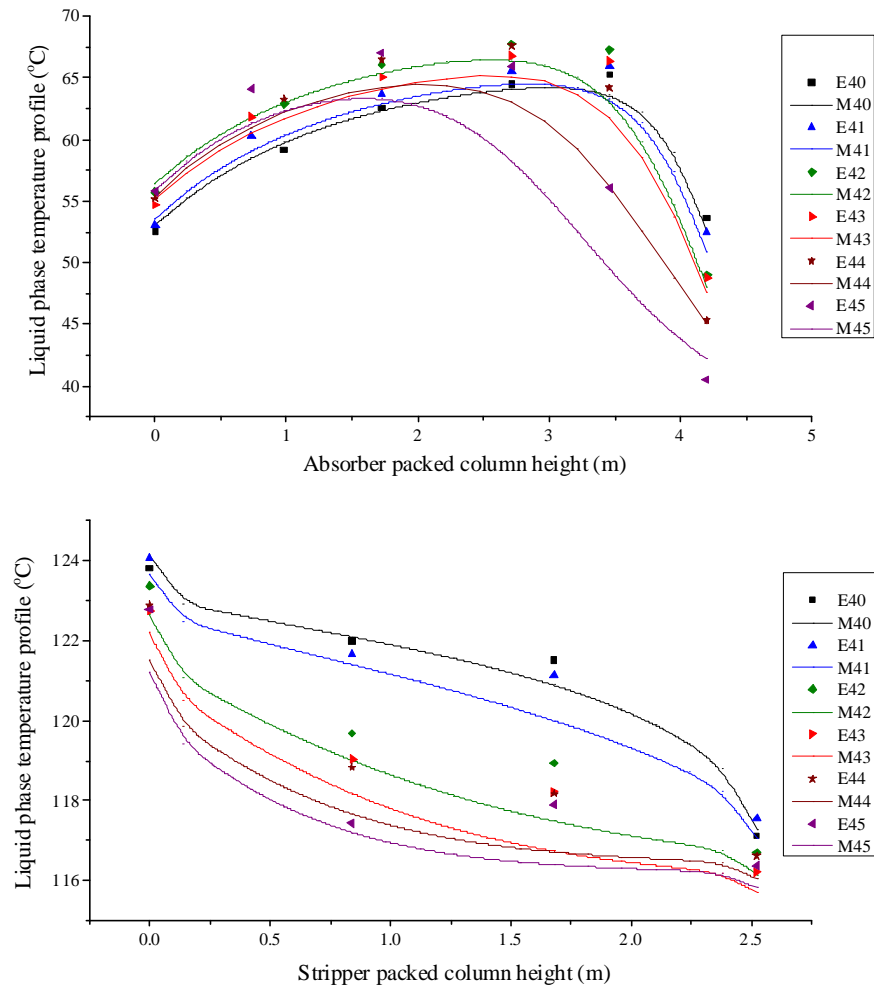 Liquid phase temperature profile (°C)
70
65
60
55
50
45
40
0
1
2
3
4
5
Absorber packed column height (m)
E40
M40
E41
M41
E42
M42
E43
M43
E44
M44
E45
M45
Liquid phase temperature profile (°C)
124
122
120
118
116
0.0
0.5
1.0
1.5
2.0
2.5
Stripper packed column height (m)
E40
M40
E41
M41
E42
M42
E43
M43
E44
M44
E45
M45